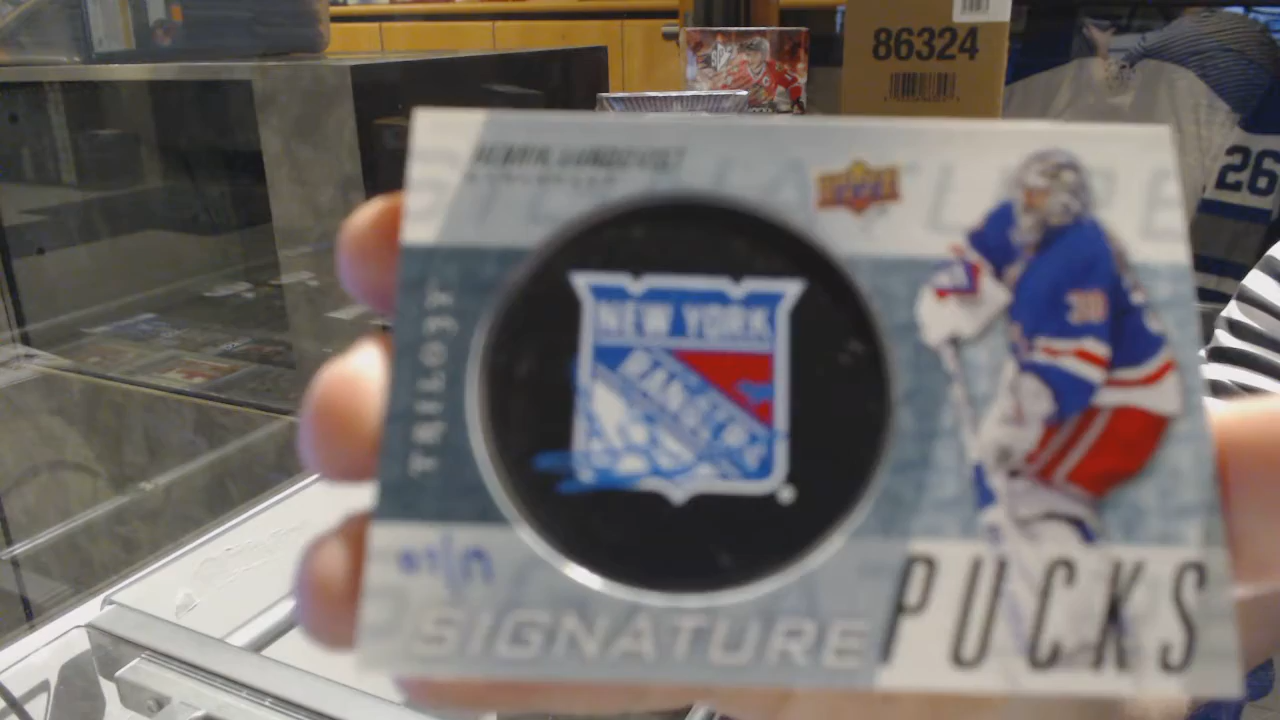 86324
26
HENRIK LUNDQVIST
TRILOGY
NEW YORK
RANGERS
30
SIGNATURE
PUCKS